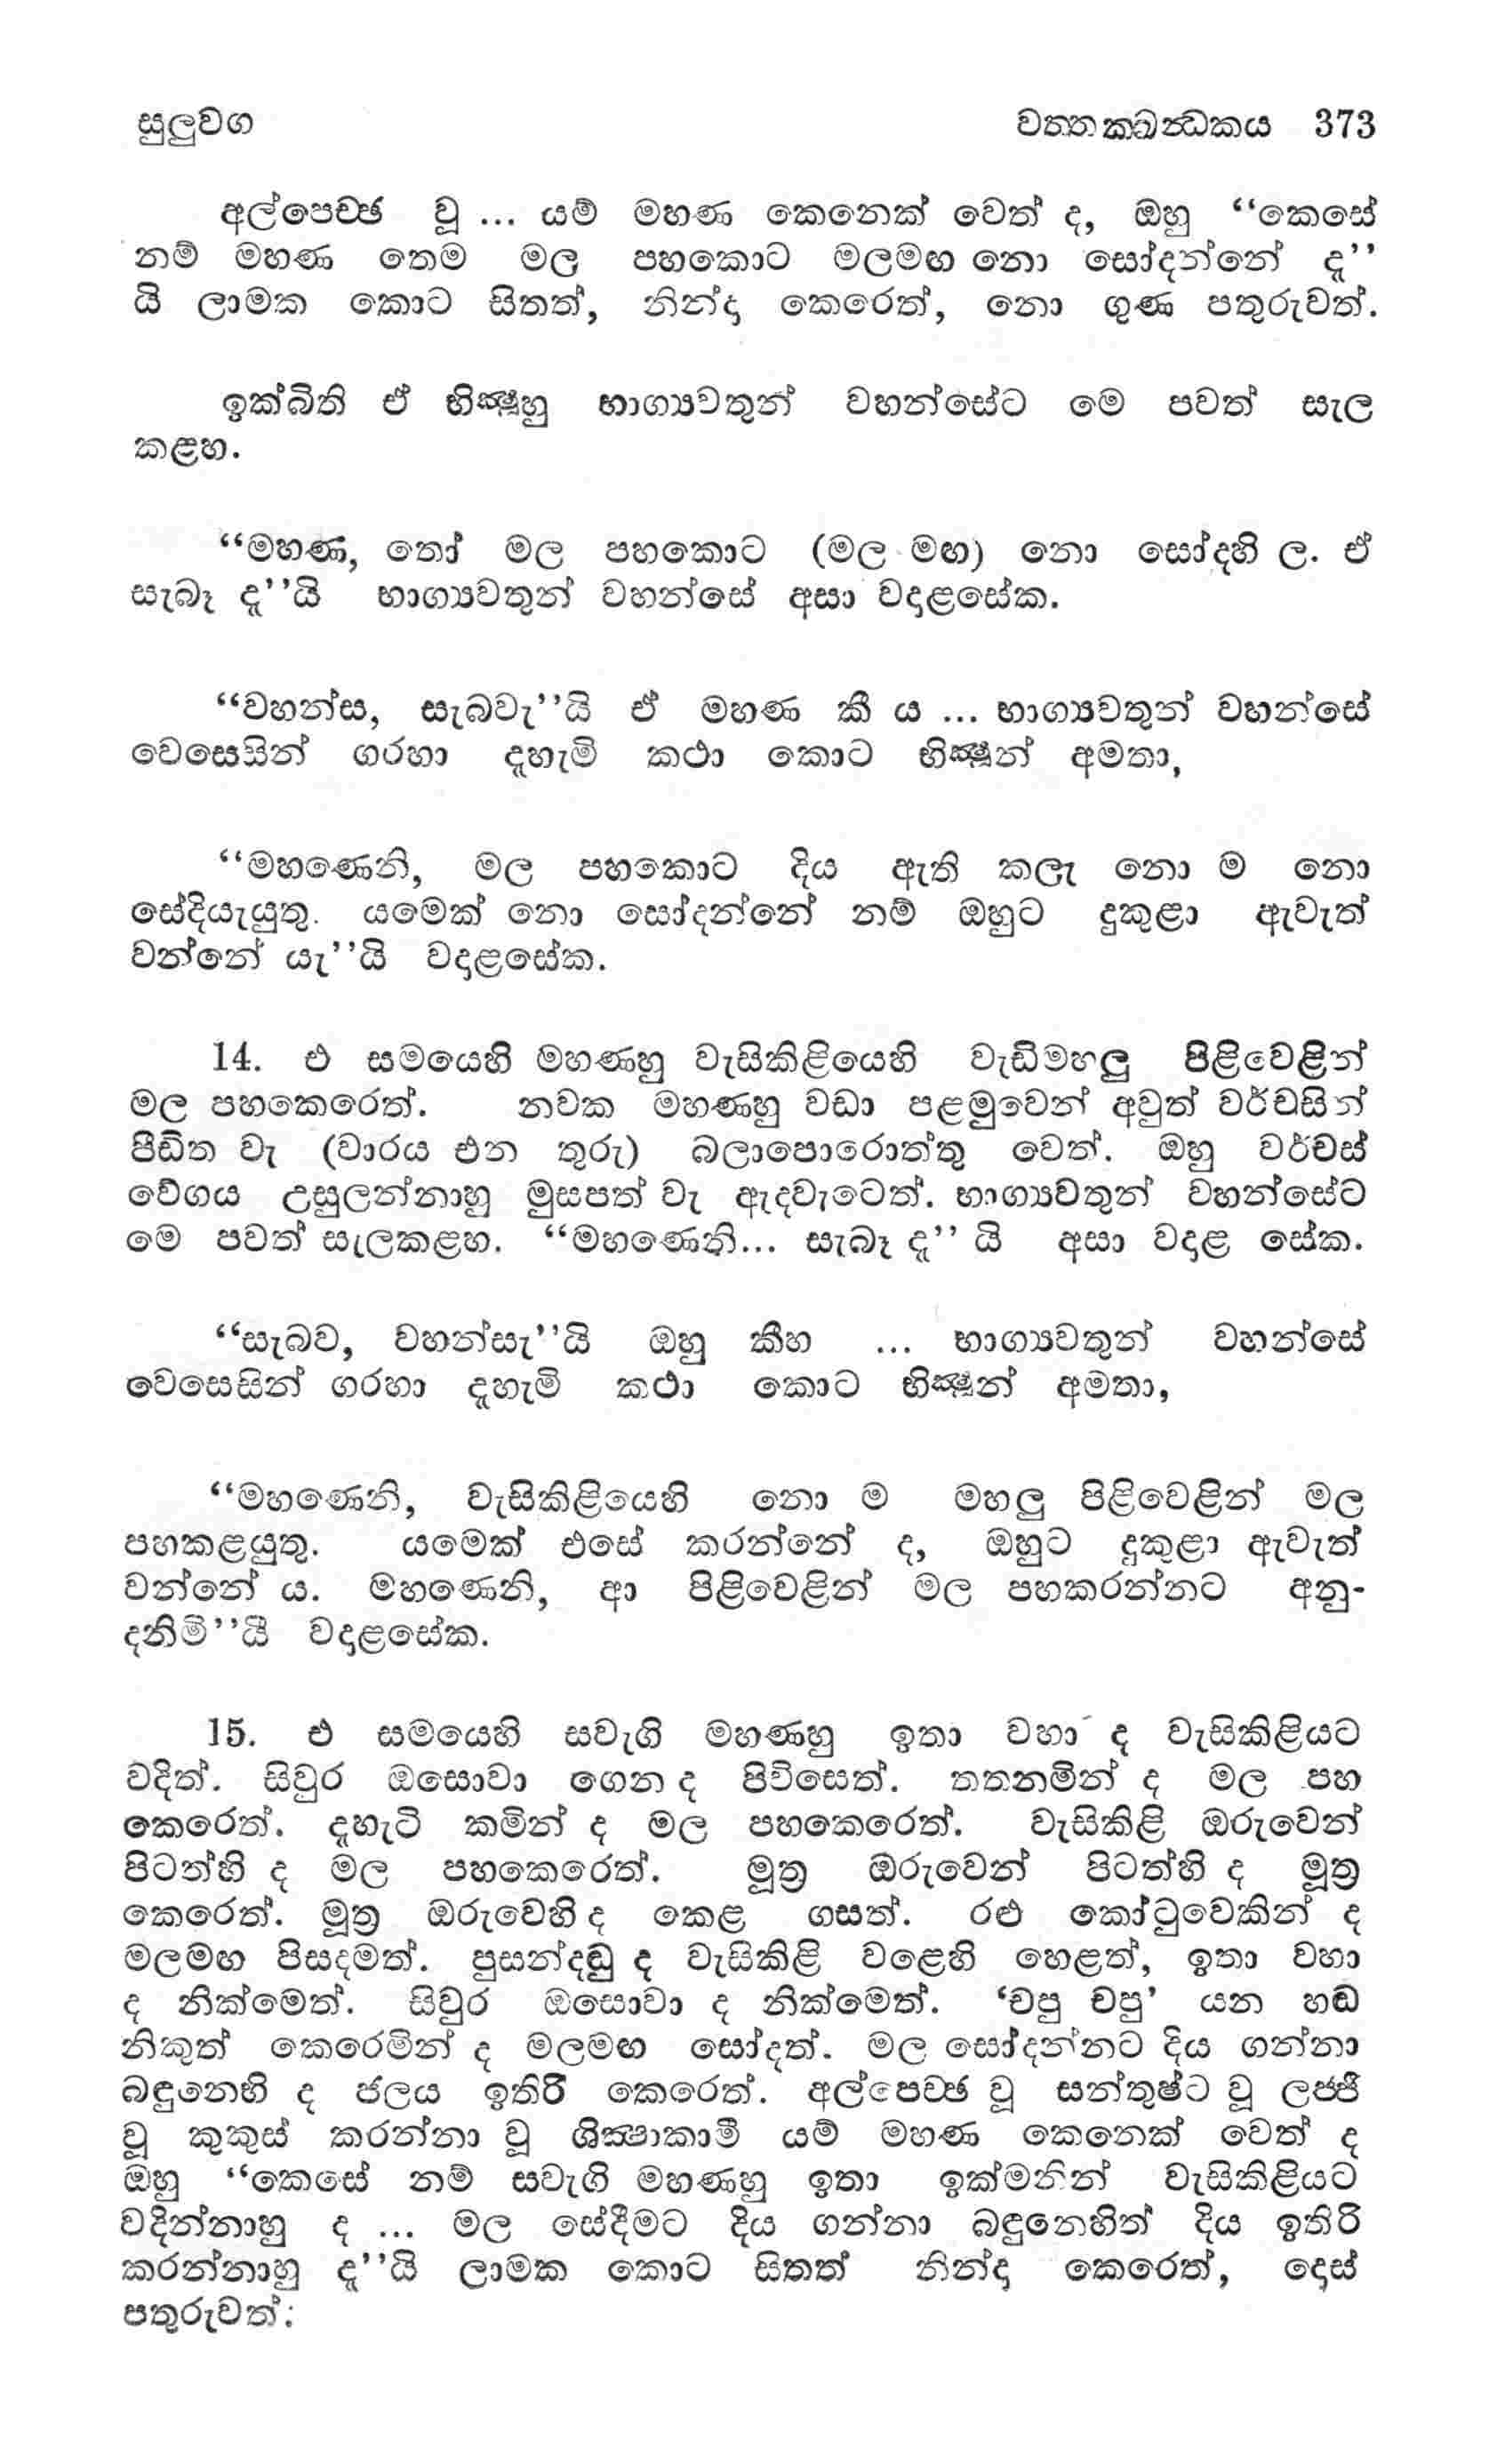 සුලුවග වත්තක්ඛන්ධකය 373
අල්පෙච්ඡ වූ ... යම් මහණ කෙනෙක් වෙත් ද, ඔහු “කෙසේ
නම් මහණ තෙම මල පහකොට මලමඟ නො සෝදන්නේ දැ”
යි ලාමක කොට සිතත්, නින්දා කෙරෙත්, නො ගුණ පතුරුවත්.
ඉක්බිති ඒ භික්ෂූහු භාග්‍යවතුන් වහන්සේට මෙ පවත් සැල
කළහ.
“මහණ, තෝ මල පහකොට (මල මඟ) නො සෝදහි ල. ඒ
සැබෑ දැ”යි භාග්‍යවතුන් වහන්සේ අසා වදාළසේක.
“වහන්ස, සැබවැ”යි ඒ මහණ කී ය ... භාග්‍යවතුන් වහන්සේ
වෙසෙසින් ගරහා දැහැමි කථා කොට භික්ෂූන් අමතා,
“මහණෙනි, මල පහකොට දිය ඇති කලැ නො ම නො
සේදියැයුතු. යමෙක් නො සෝදන්නේ නම් ඔහුට දුකුළා ඇවැත්
වන්නේ යැ”යි වදාළසේක.
14. එ සමයෙහි මහණහු වැසිකිළියෙහි වැඩිමහලු පිළිවෙළින්
මල පහකෙරෙත්. නවක මහණහු වඩා පළමුවෙන් අවුත් වර්චසින්
පීඩිත වැ (වාරය එන තුරු) බලාපොරොත්තු වෙත්. ඔහු වර්චස්
වේගය උසුලන්නාහු මුසපත් වැ ඇදවැටෙත්. භාග්‍යවතුන් වහන්සේට
මෙ පවත් සැලකළහ. “මහණෙනි... සැබෑ දැ” යි අසා වදාළ සේක.
“සැබව, වහන්සැ”යි ඔහු කීහ ... භාග්‍යවතුන් වහන්සේ
වෙසෙසින් ගරහා දැහැමි කථා කොට භික්ෂූන් අමතා,
“මහණෙනි, වැසිකිළියෙහි නො ම මහලු පිළිවෙළින් මල
පහකළයුතු. යමෙක් එසේ කරන්නේ ද, ඔහුට දුකුළා ඇවැත්
වන්නේ ය. මහණෙනි, ආ පිළිවෙළින් මල පහකරන්නට අනු-
දනිමි”යී වදාළසේක.
15. එ සමයෙහි සවැගි මහණහු ඉතා වහා ද වැසිකිළියට
වදිත්. සිවුර ඔසොවා ගෙන ද පිවිසෙත්. තතනමින් ද මල පහ
කෙරෙත්. දැහැටි කමින් ද මල පහකෙරෙත්. වැසිකිළි ඔරුවෙන්
පිටත්හි ද මල පහකෙරෙත්. මූත්‍ර ඔරුවෙන් පිටත්හි ද මූත්‍ර
කෙරෙත්. මූත්‍ර ඔරුවෙහි ද කෙළ ගසත්. රළු කෝටුවෙකින් ද
මලමඟ පිසදමත්. පුසන්දඬු ද වැසිකිළි වළෙහි හෙළත්, ඉතා වහා
ද නික්මෙත්. සිවුර ඔසොවා ද නික්මෙත්. ‘චපු චපු’ යන හඬ
නිකුත් කෙරෙමින් ද මලමඟ සෝදත්. මල සෝදන්නට දිය ගන්නා
බඳුනෙහි ද ජලය ඉතිරි කෙරෙත්. අල්පෙච්ඡ වූ සන්තුෂ්ට වූ ලජ්ජී
වූ කුකුස් කරන්නා වූ ශික්ෂාකාමී යම් මහණ කෙනෙක් වෙත් ද
ඔහු “කෙසේ නම් සවැගි මහණහු ඉතා ඉක්මනින් වැසිකිළියට
වදින්නාහු ද ... මල සේදීමට දිය ගන්නා බඳුනෙහිත් දිය ඉතිරි
කරන්නාහු දැ”යි ලාමක කොට සිතත් නින්දා කෙරෙත්, දොස්
පතුරුවත්.